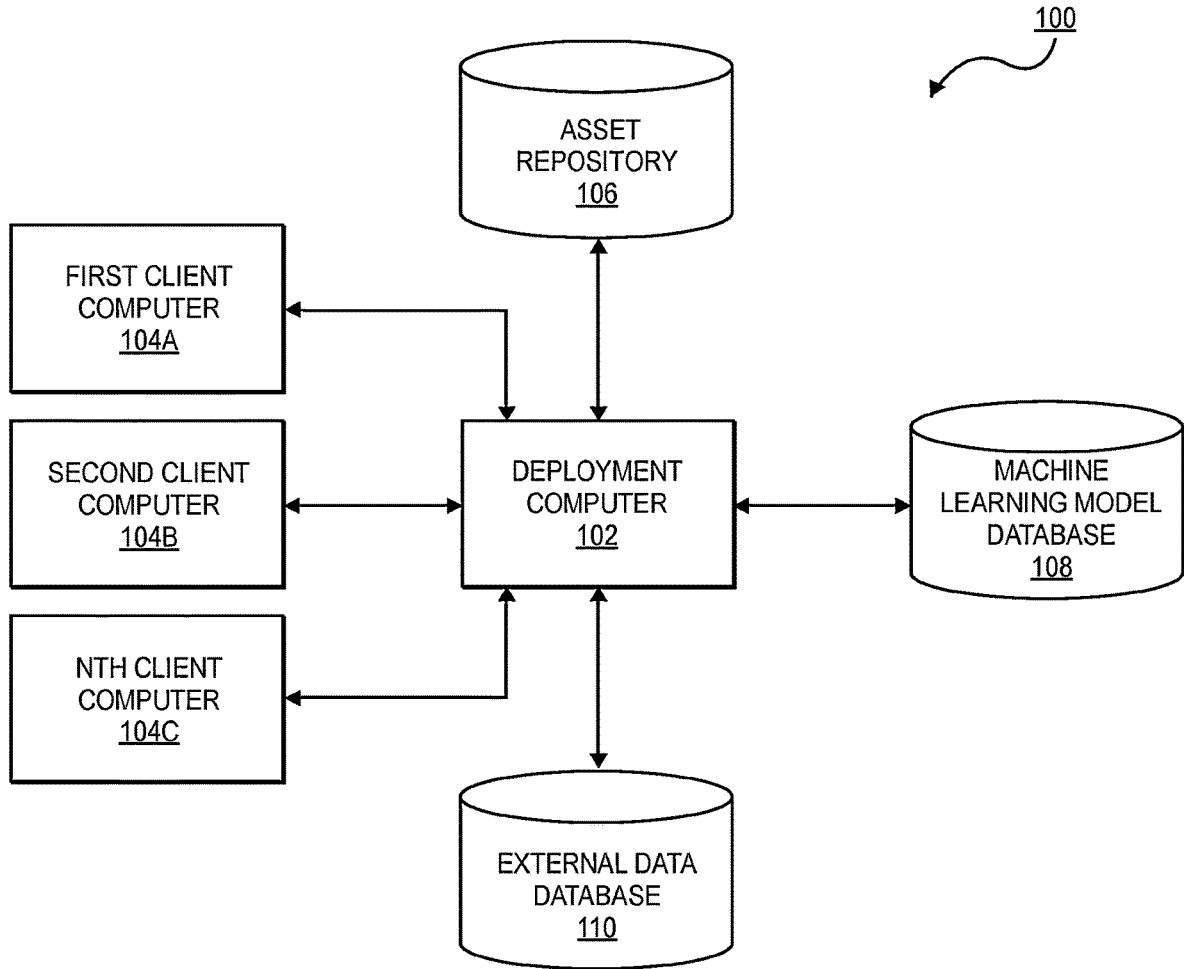 100
ASSET
REPOSITORY
106
FIRST CLIENT
COMPUTER
104A
SECOND CLIENT
COMPUTER
104B
DEPLOYMENT
COMPUTER
102
MACHINE
LEARNING MODEL
DATABASE
108
NTH CLIENT
COMPUTER
104C
EXTERNAL DATA
DATABASE
110